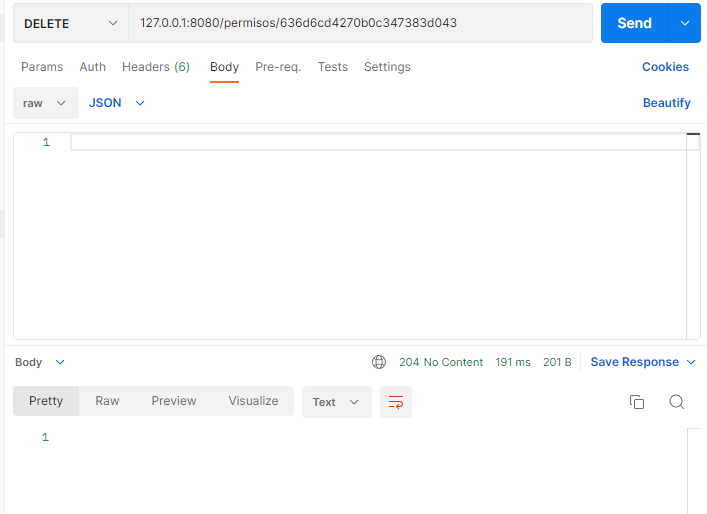 DELETE 127.0.0.1:8080/permisos/636d6cd4270b0c347383d043 Send
Params Auth Headers (6) Body Pre-req. Tests Settings Cookies
raw JSON Beautify
1
Body 204 No Content 191 ms 201 B Save Response
Pretty Raw Preview Visualize Text
1